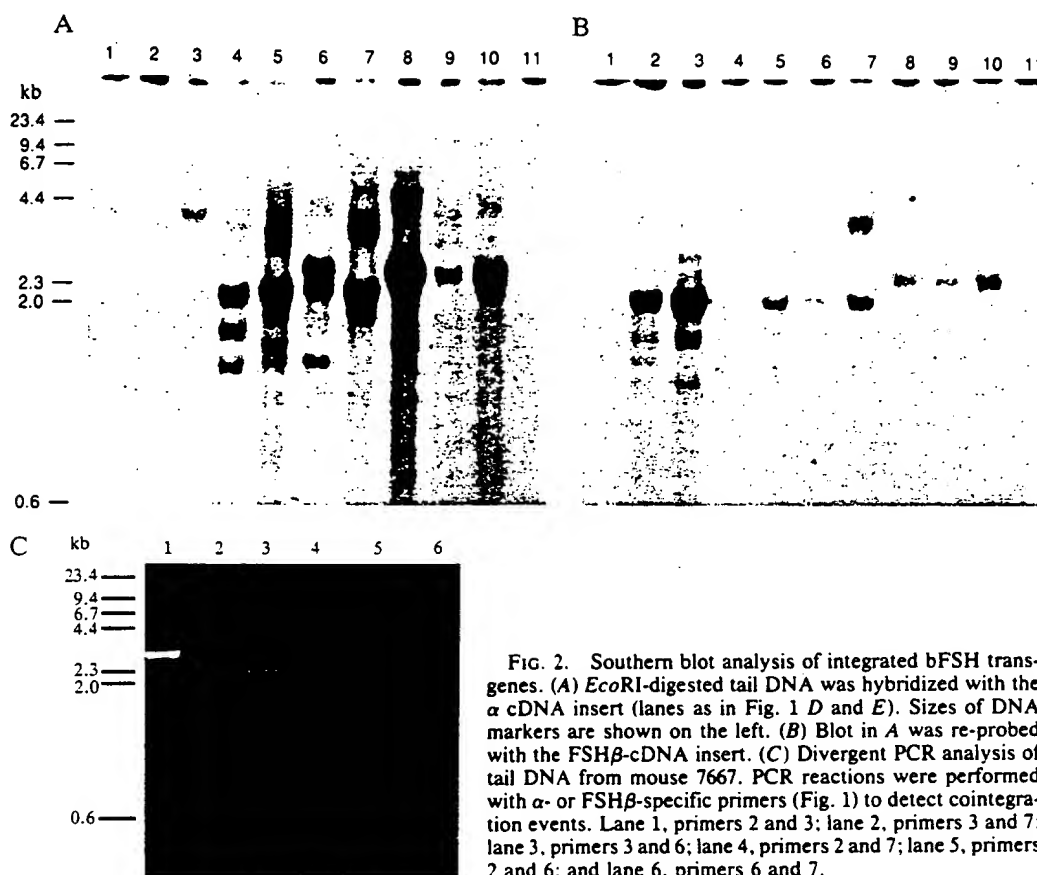 A
1 2 3 4 5 6 7 8 9 10 11
kb
23.4
9.4
6.7
4.4
2.3
2.0
0.6
B
1 2 3 4 5 6 7 8 9 10 11
C
kb
1 2 3 4 5 6
23.4
9.4
6.7
4.4
2.3
2.0
0.6
FIG. 2. Southern blot analysis of integrated bFSH trans-
genes. (A) EcoRI-digested tail DNA was hybridized with the
α cDNA insert (lanes as in Fig. 1 D and E). Sizes of DNA
markers are shown on the left. (B) Blot in A was re-probed
with the FSHβ-cDNA insert. (C) Divergent PCR analysis of
tail DNA from mouse 7667. PCR reactions were performed
with α- or FSHβ-specific primers (Fig. 1) to detect cointegra-
tion events. Lane 1, primers 2 and 3; lane 2, primers 3 and 7;
lane 3, primers 3 and 6; lane 4, primers 2 and 7; lane 5, primers
2 and 6; and lane 6, primers 6 and 7.